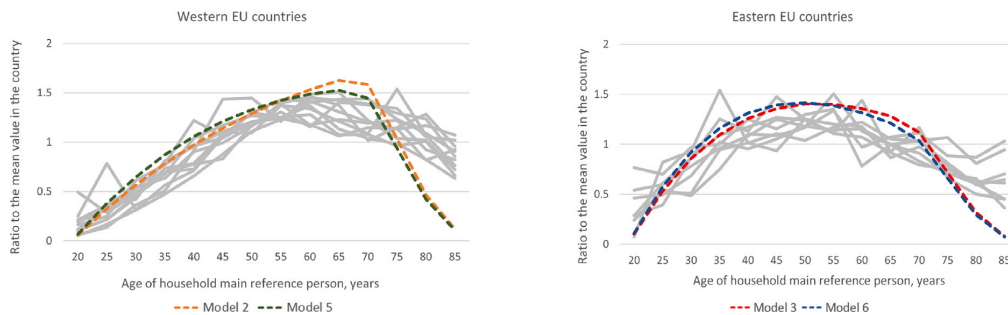 Western EU countries
Ratio to the mean value in the country
2
1.5
1
0.5
0
20 25 30 35 40 45 50 55 60 65 70 75 80 85
Age of household main reference person, years
Model 2 Model 5
Eastern EU countries
Ratio to the mean value in the country
2
1.5
1
0.5
0
20 25 30 35 40 45 50 55 60 65 70 75 80 85
Age of household main reference person, years
Model 3 Model 6